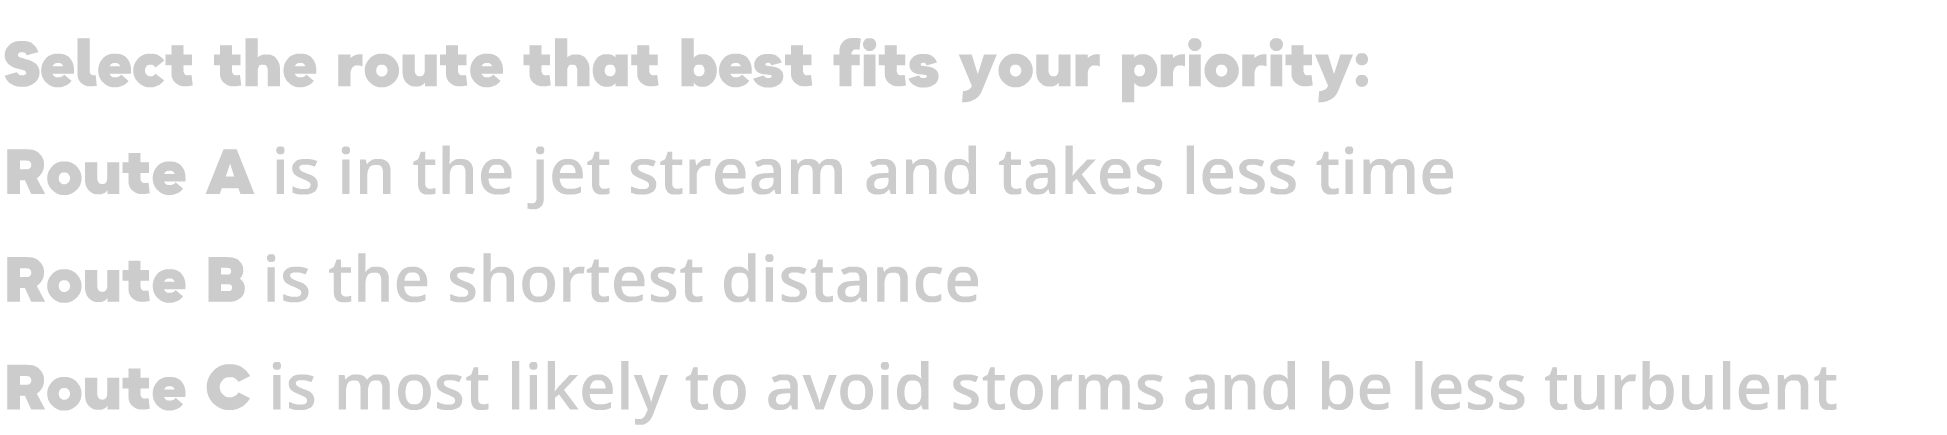 Select the route that best fits your priority:
Route A is in the jet stream and takes less time
Route B is the shortest distance
Route C is most likely to avoid storms and be less turbulent